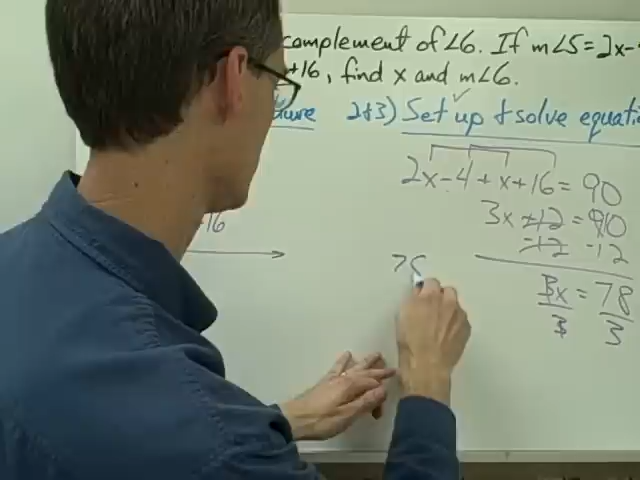 complement of ∠6. If m∠5 = 2x-
+16, find x and m∠6.
2+3) Set up + solve equati
2x - 4 + x + 16 = 90
3x + 12 = 90
-12 -12
3x = 78
3 3
16